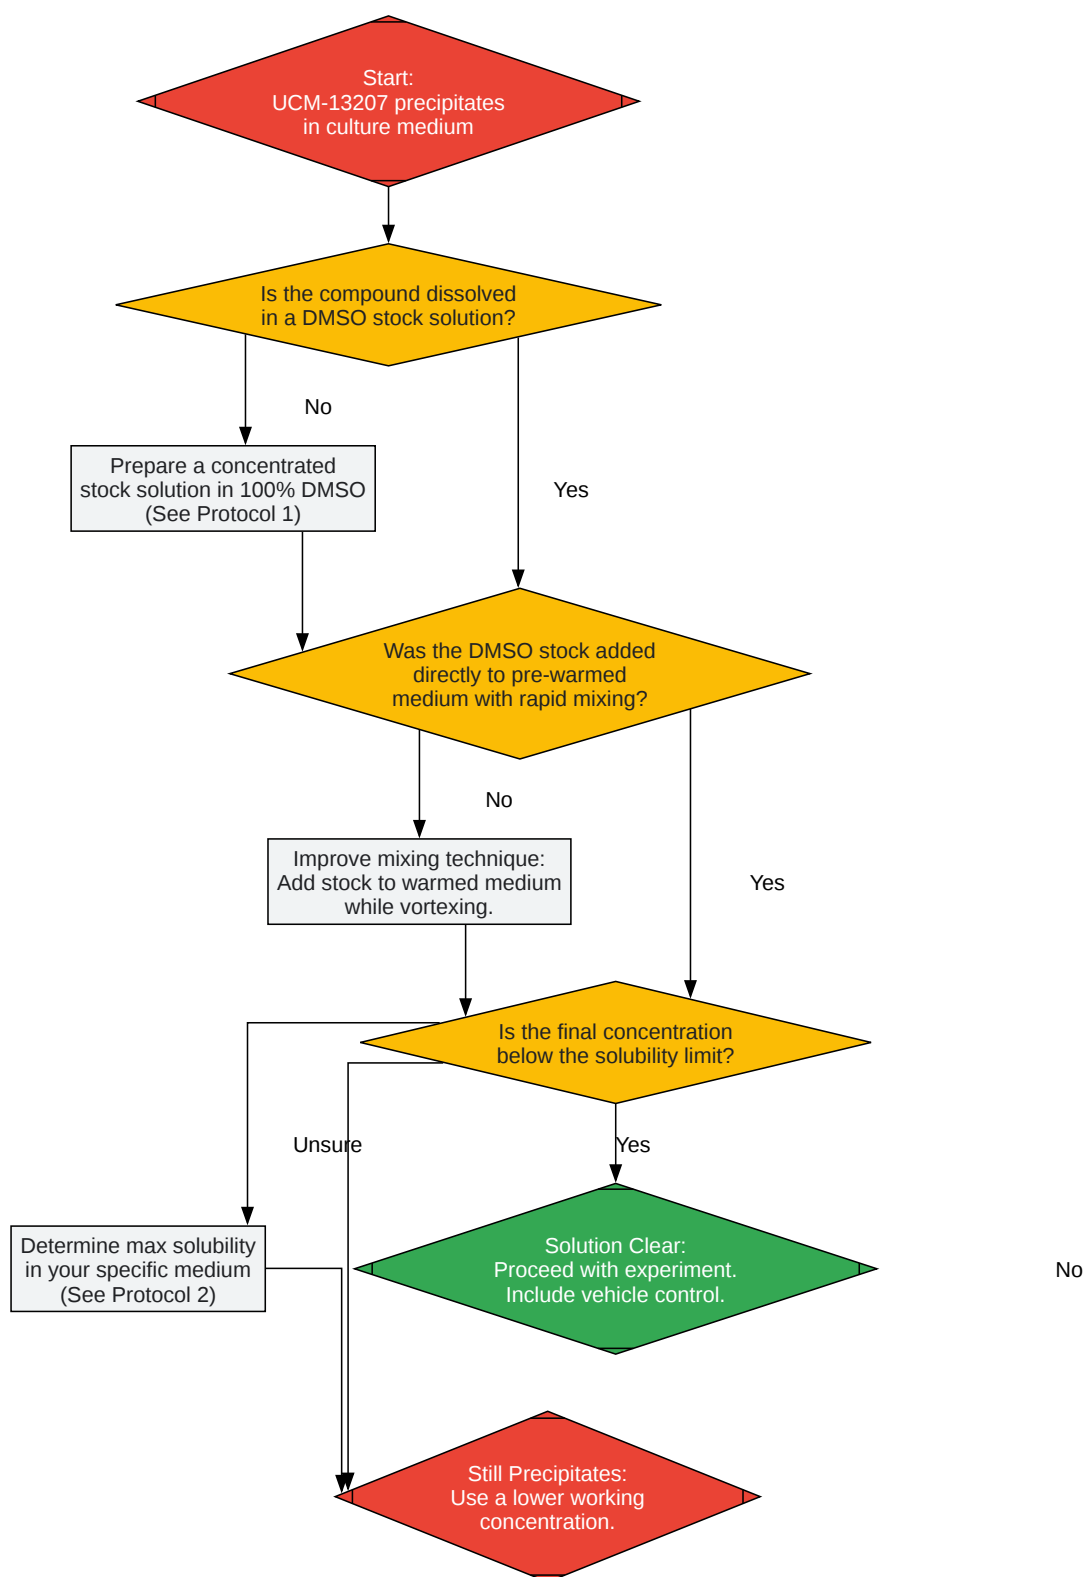 Start:
UCM-13207 precipitates
in culture medium
Is the compound dissolved
in a DMSO stock solution?
No
Prepare a concentrated
stock solution in 100% DMSO
(See Protocol 1)
Yes
Was the DMSO stock added
directly to pre-warmed
medium with rapid mixing?
No
Improve mixing technique:
Add stock to warmed medium
while vortexing.
Yes
Is the final concentration
below the solubility limit?
Unsure
Yes
Determine max solubility
in your specific medium
(See Protocol 2)
Solution Clear:
Proceed with experiment.
Include vehicle control.
No
Still Precipitates:
Use a lower working
concentration.